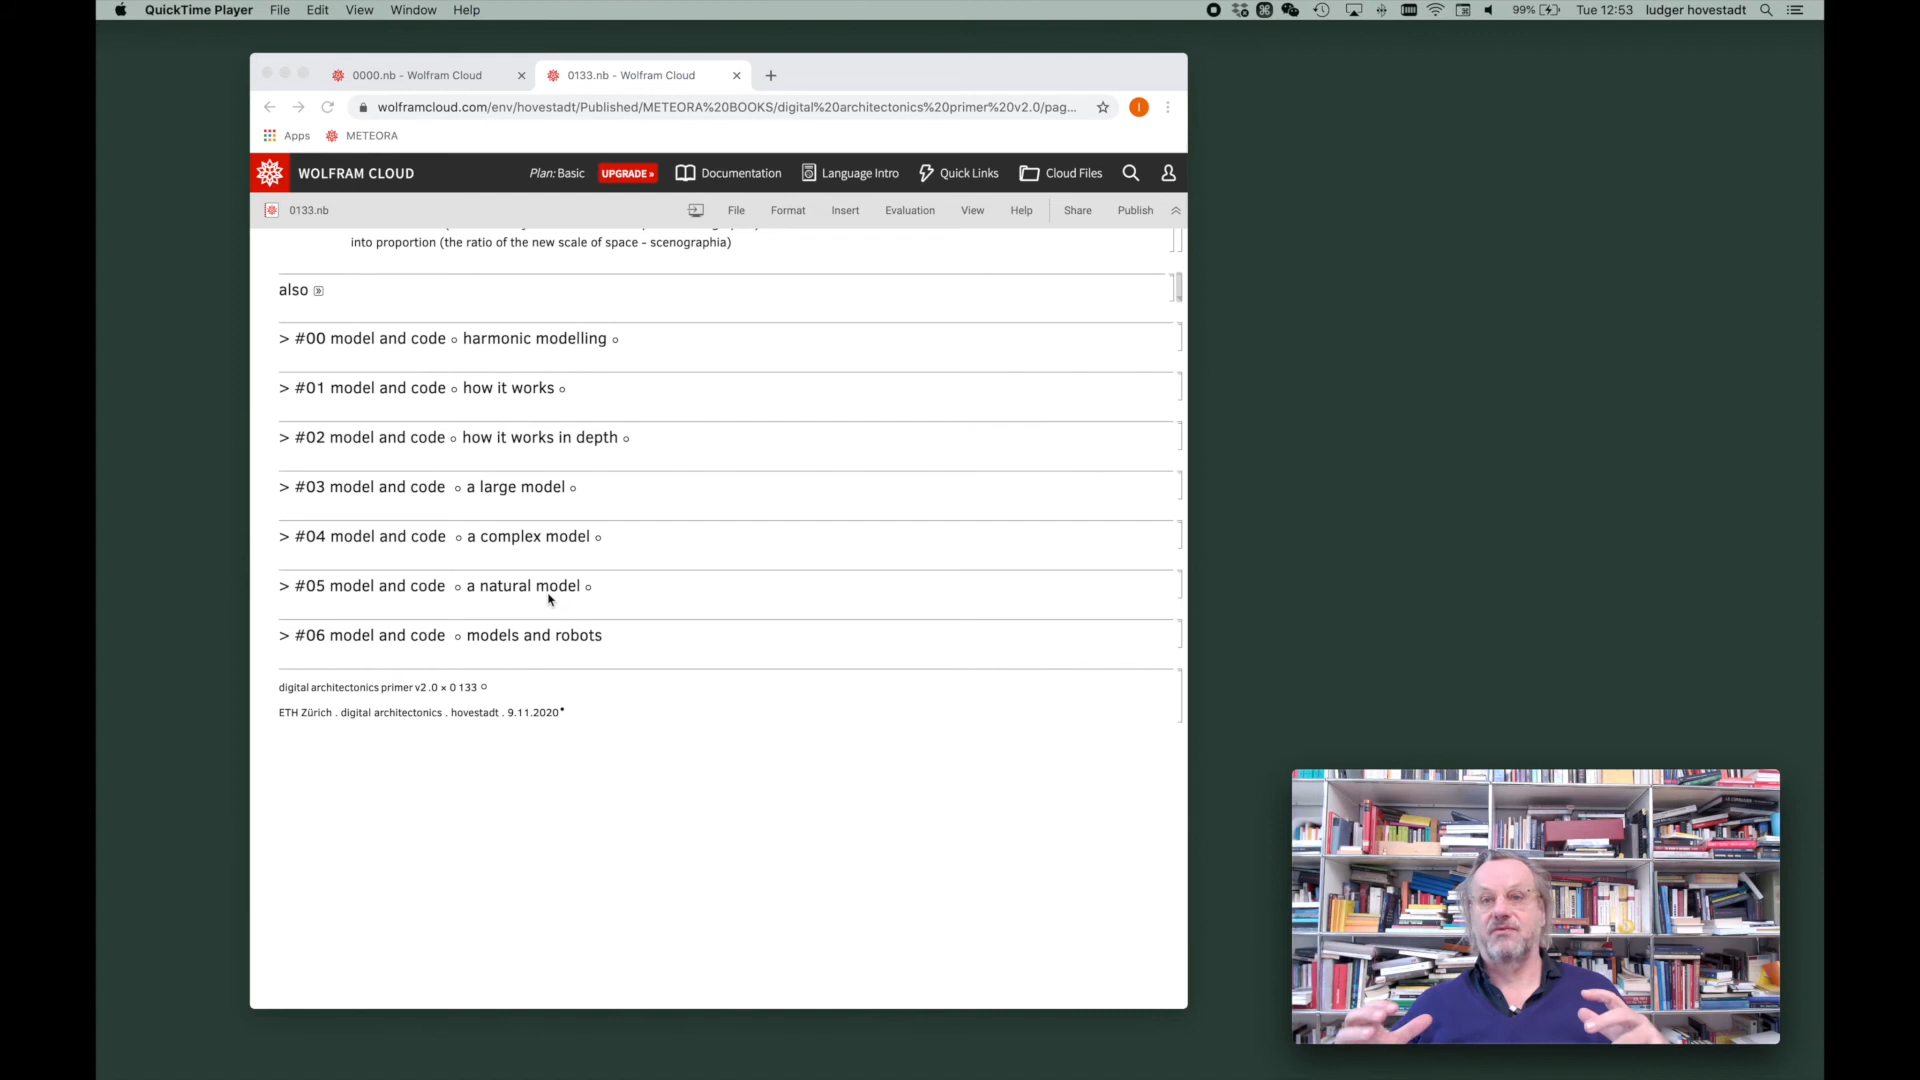 QuickTime Player File Edit View Window Help 99% Tue 12:53 ludger hovestadt
0000.nb - Wolfram Cloud 0133.nb - Wolfram Cloud
wolframcloud.com/env/hovestadt/Published/METEORA%20BOOKS/digital%20architectonics%20primer%20v2.0/pag...
Apps METEORA
WOLFRAM CLOUD Plan: Basic UPGRADE » Documentation Language Intro Quick Links Cloud Files
0133.nb File Format Insert Evaluation View Help Share Publish
into proportion (the ratio of the new scale of space - scenographia)
also »
> #00 model and code ∘ harmonic modelling ∘
> #01 model and code ∘ how it works ∘
> #02 model and code ∘ how it works in depth ∘
> #03 model and code ∘ a large model ∘
> #04 model and code ∘ a complex model ∘
> #05 model and code ∘ a natural model ∘
> #06 model and code ∘ models and robots
digital architectonics primer v2.0 × 0 133 ○
ETH Zürich . digital architectonics . hovestadt . 9.11.2020•